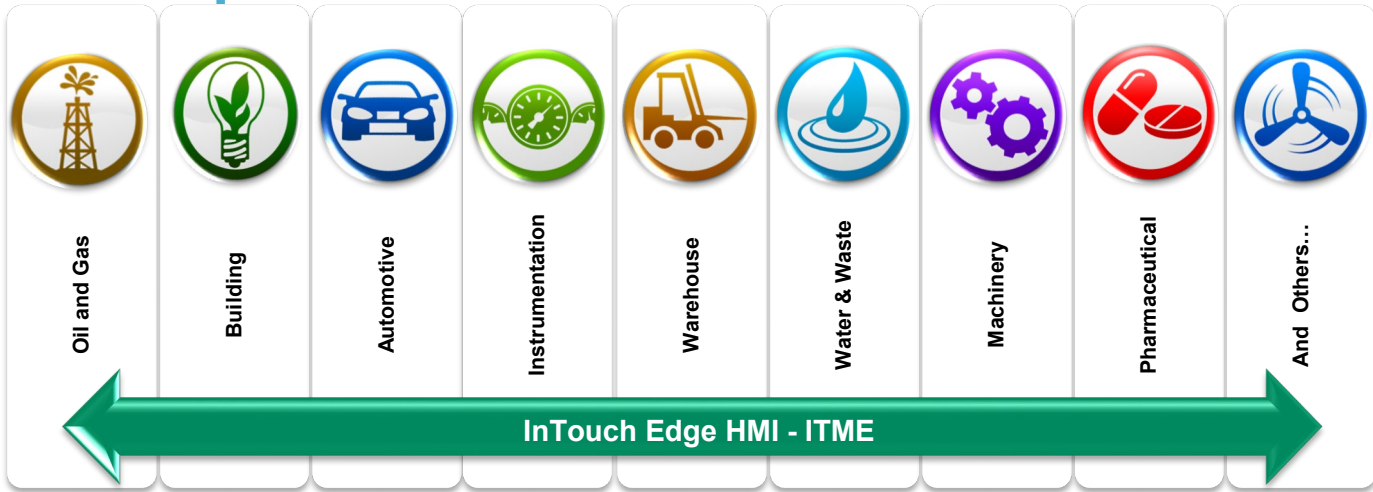 Oil and Gas
Building
Automotive
Instrumentation
Warehouse
Water & Waste
Machinery
Pharmaceutical
And Others...
InTouch Edge HMI - ITME